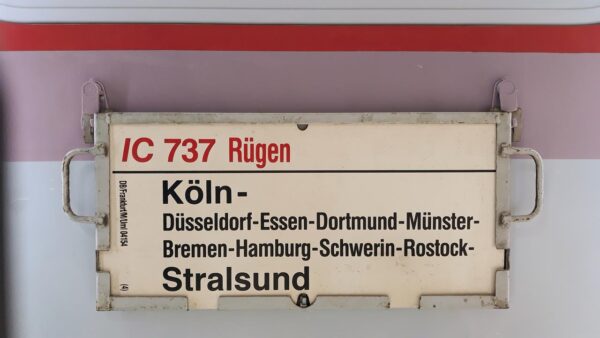 IC 737 Rügen
Köln-
Düsseldorf-Essen-Dortmund-Münster-
Bremen-Hamburg-Schwerin-Rostock-
Stralsund